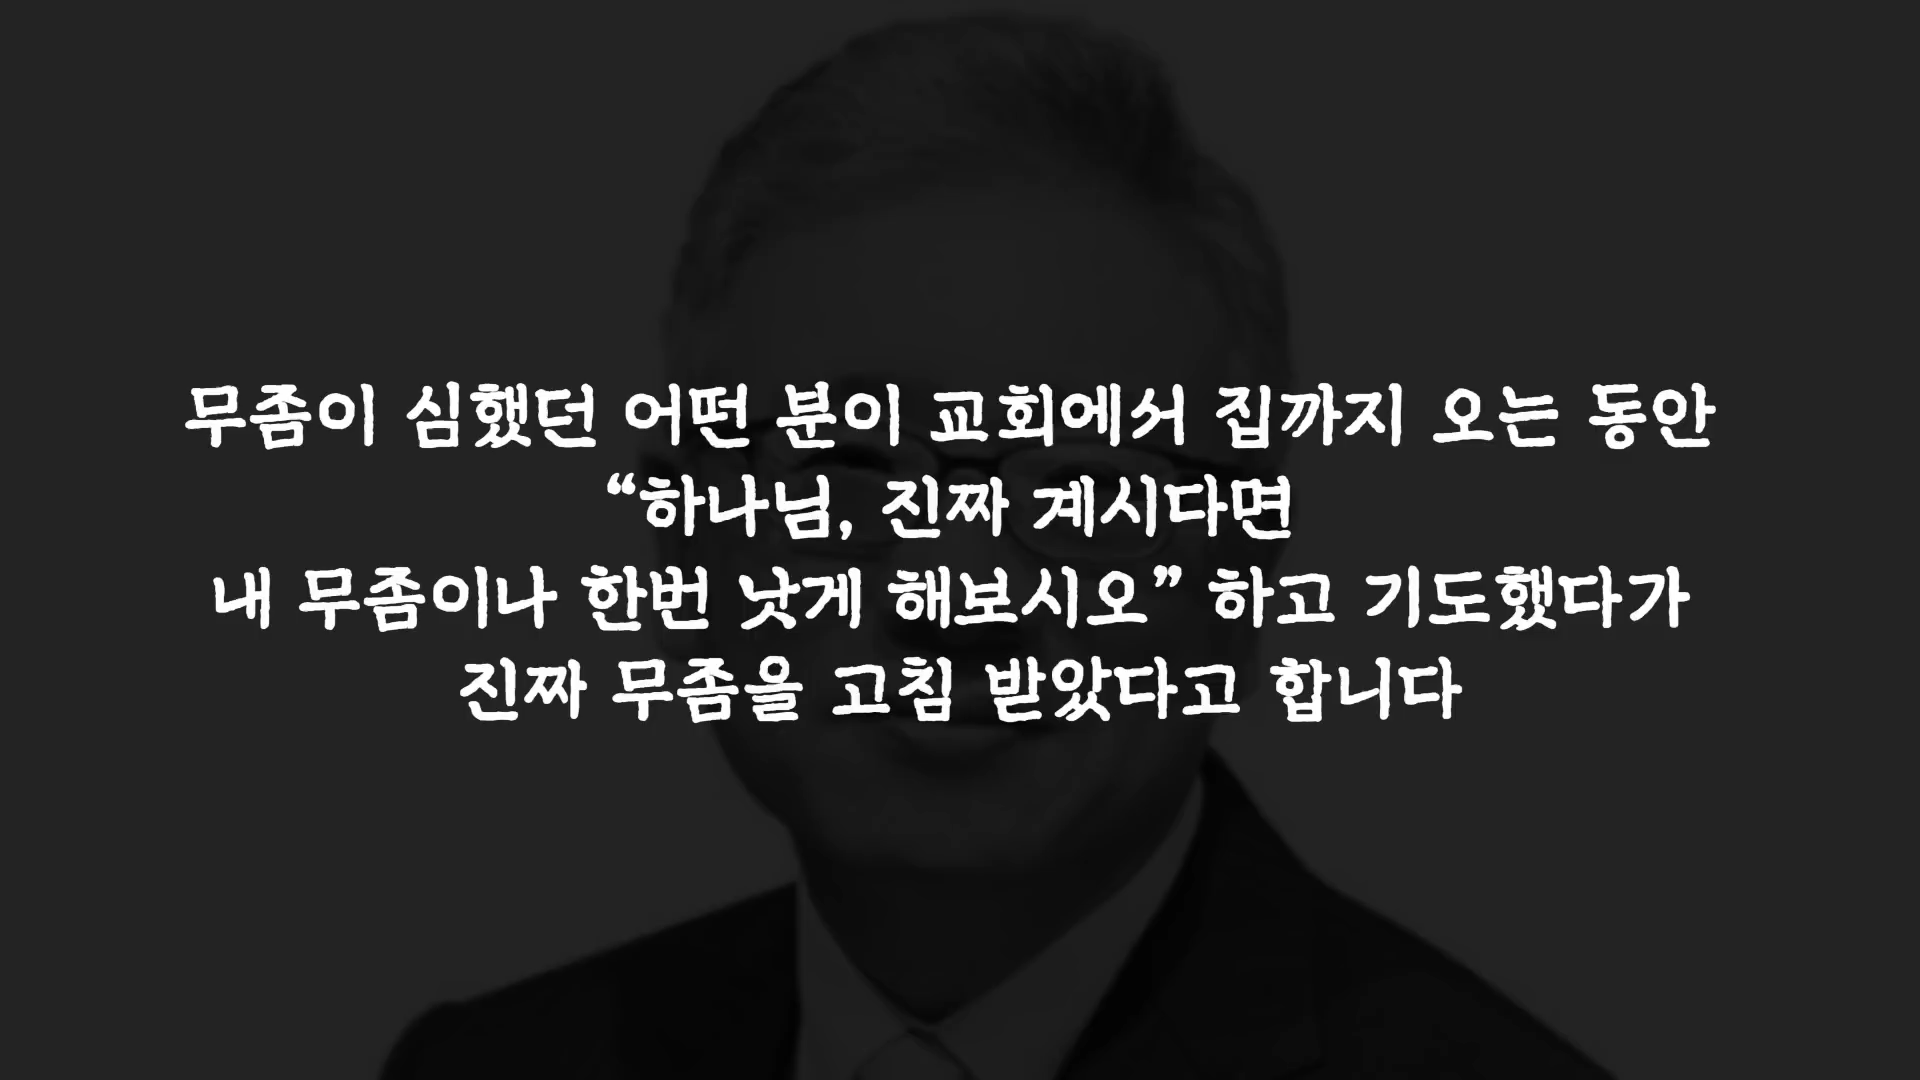 무좀이 심했던 어떤 분이 교회에서 집까지 오는 동안
“하나님, 진짜 계시다면
내 무좀이나 한번 낫게 해보시오” 하고 기도했다가
진짜 무좀을 고침 받았다고 합니다